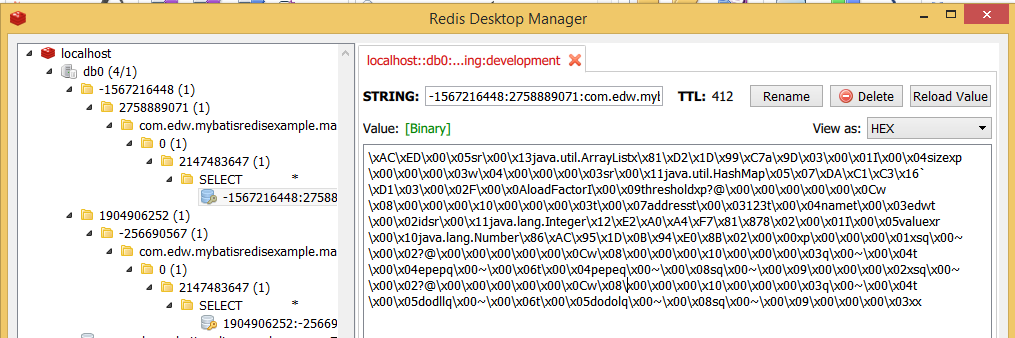 Redis Desktop Manager
localhost
db0 (4/1)
-1567216448 (1)
2758889071 (1)
com.edw.mybatisredisexample.ma
0 (1)
2147483647 (1)
SELECT *
-1567216448:27588
1904906252 (1)
-256690567 (1)
com.edw.mybatisredisexample.ma
0 (1)
2147483647 (1)
SELECT *
1904906252:-25669
localhost::db0:...ing:development
STRING: -1567216448:2758889071:com.edw.myl TTL: 412 Rename Delete Reload Value
Value: [Binary] View as: HEX
\xAC\xED\x00\x05sr\x00\x13java.util.ArrayListx\x81\xD2\x1D\x99\xC7a\x9D\x03\x00\x01I\x00\x04sizexp
\x00\x00\x00\x03w\x04\x00\x00\x00\x03sr\x00\x11java.util.HashMap\x05\x07\xDA\xC1\xC3\x16`
\xD1\x03\x00\x02F\x00\x0AloadFactorI\x00\x09thresholdxp?@\x00\x00\x00\x00\x00\x0Cw
\x08\x00\x00\x00\x10\x00\x00\x00\x03t\x00\x07addresst\x00\x03123t\x00\x04namet\x00\x03edwt
\x00\x02idsr\x00\x11java.lang.Integer\x12\xE2\xA0\xA4\xF7\x81\x878\x02\x00\x01I\x00\x05valuexr
\x00\x10java.lang.Number\x86\xAC\x95\x1D\x0B\x94\xE0\x8B\x02\x00\x00xp\x00\x00\x00\x01xsq\x00~
\x00\x02?@\x00\x00\x00\x00\x00\x0Cw\x08\x00\x00\x00\x10\x00\x00\x00\x03q\x00~\x00\x04t
\x00\x04epepq\x00~\x00\x06t\x00\x04pepeq\x00~\x00\x08sq\x00~\x00\x09\x00\x00\x00\x02xsq\x00~
\x00\x02?@\x00\x00\x00\x00\x00\x0Cw\x08\x00\x00\x00\x10\x00\x00\x00\x03q\x00~\x00\x04t
\x00\x05dodllq\x00~\x00\x06t\x00\x05dodolq\x00~\x00\x08sq\x00~\x00\x09\x00\x00\x00\x03xx